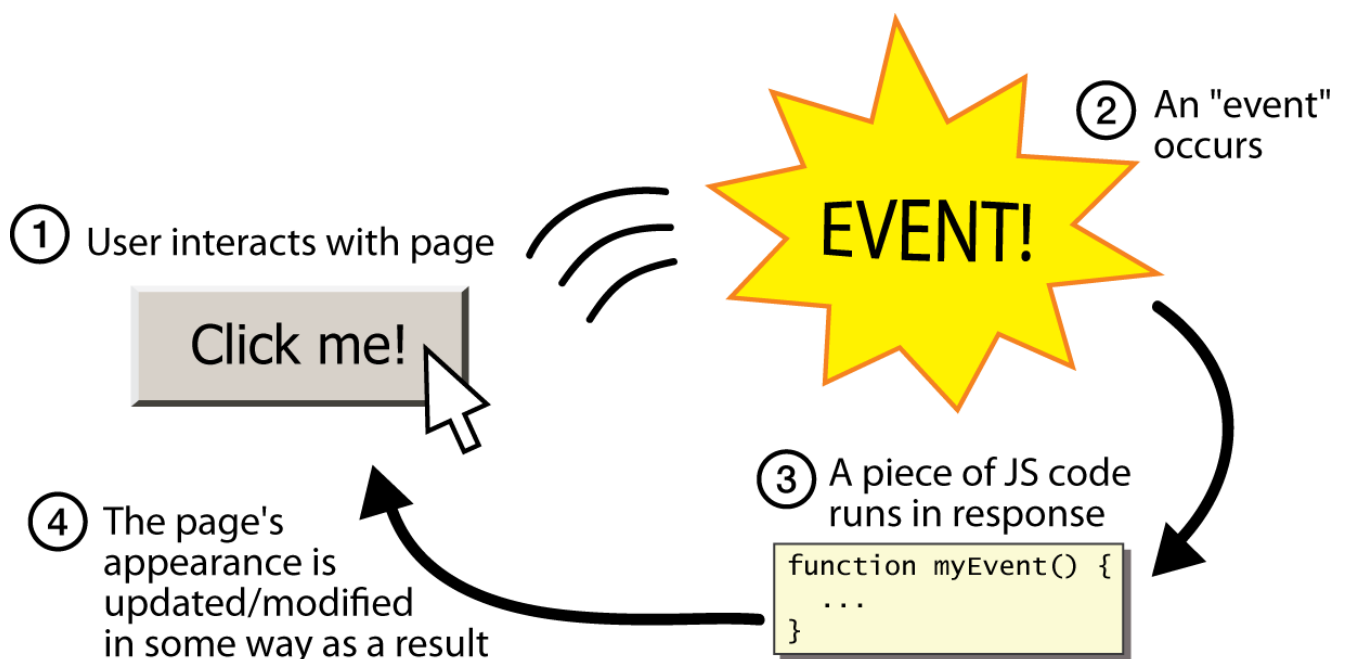 1 User interacts with page
Click me!
EVENT!
2 An "event"
occurs
3 A piece of JS code
runs in response
function myEvent() {
...
}
4 The page's
appearance is
updated/modified
in some way as a result